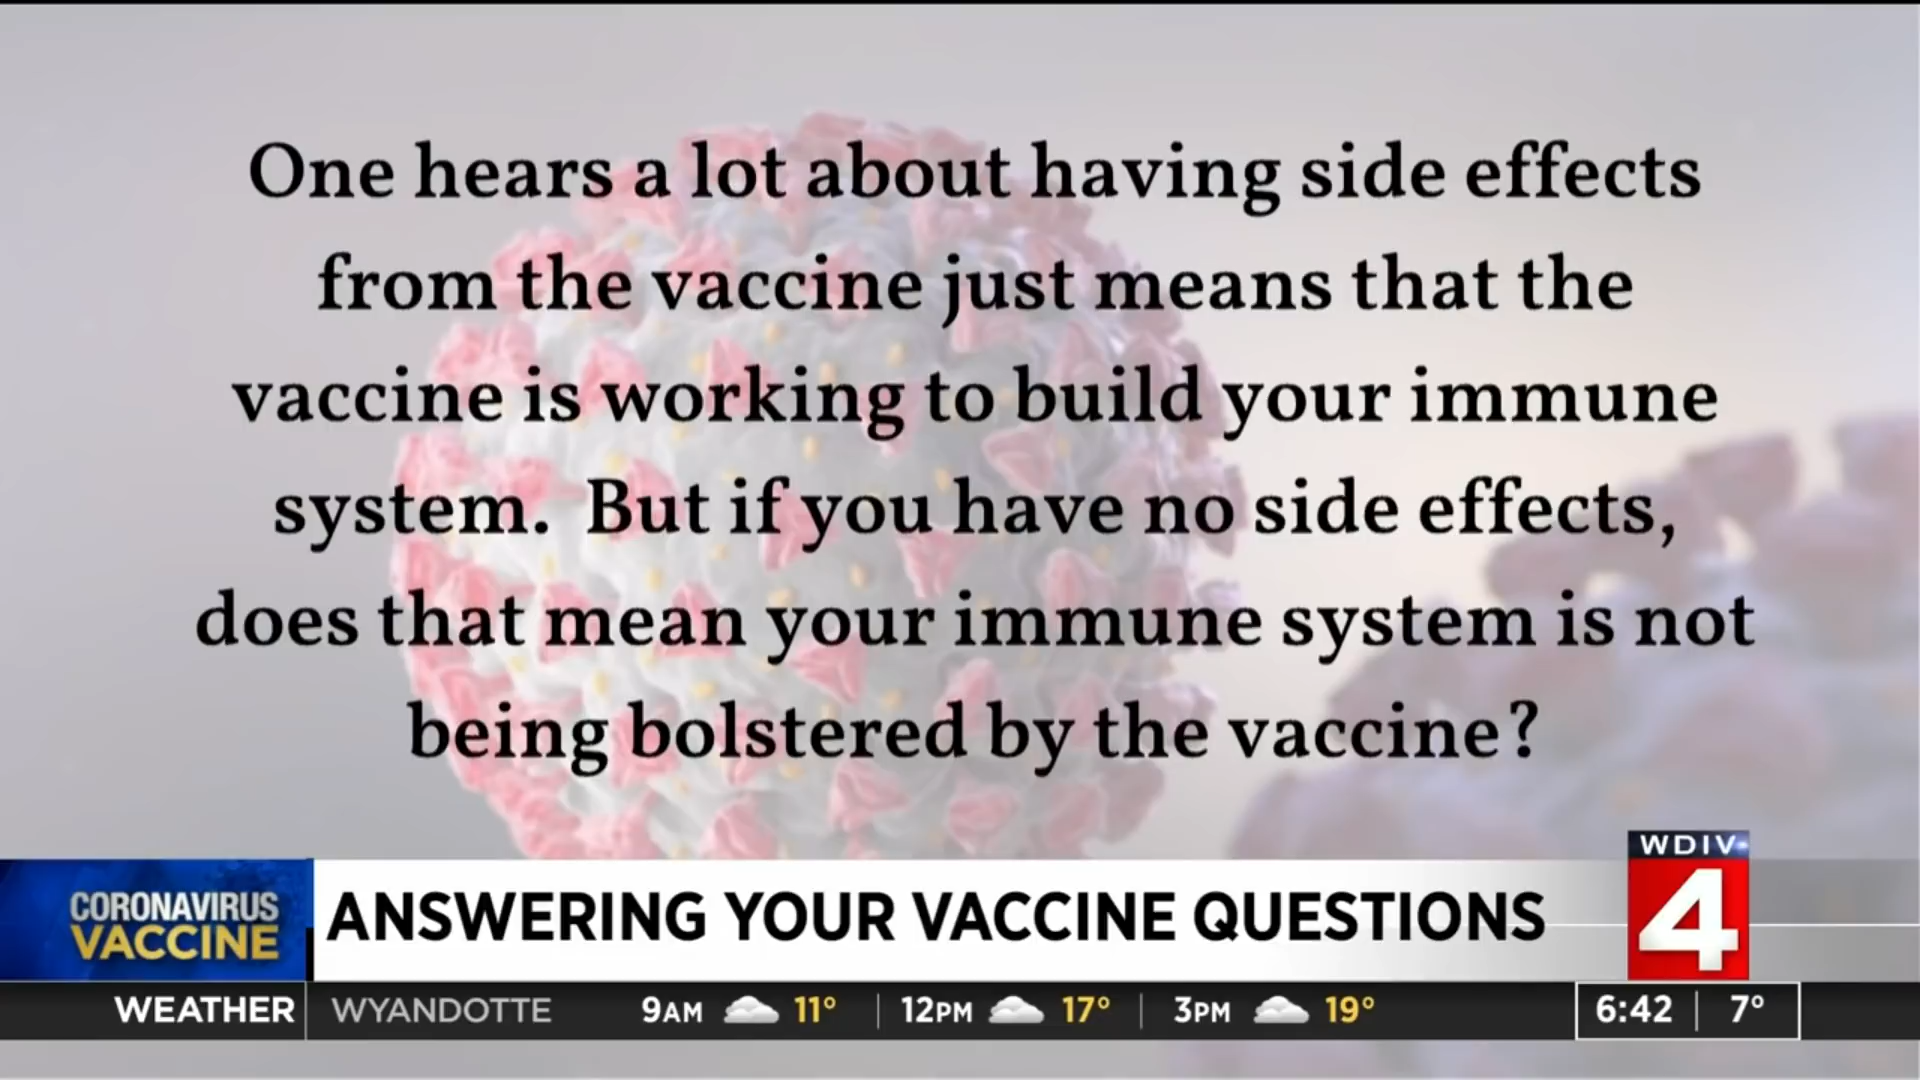 One hears a lot about having side effects
from the vaccine just means that the
vaccine is working to build your immune
system.  But if you have no side effects,
does that mean your immune system is not
being bolstered by the vaccine?
WDIV
4
CORONAVIRUS
VACCINE
ANSWERING YOUR VACCINE QUESTIONS
WEATHER WYANDOTTE 9AM 11° 12PM 17° 3PM 19° 6:42 7°